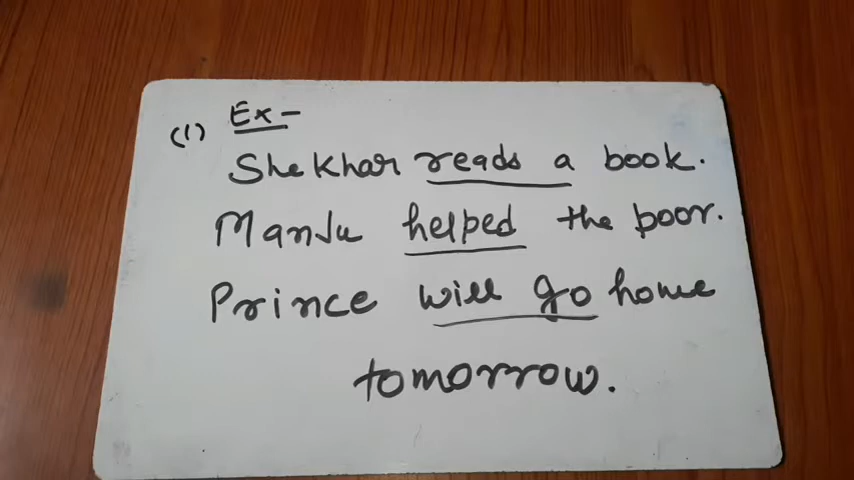 Ex-
(1)
Shekhar reads a book.
Manju helped the poor.
Prince will go home
tomorrow.